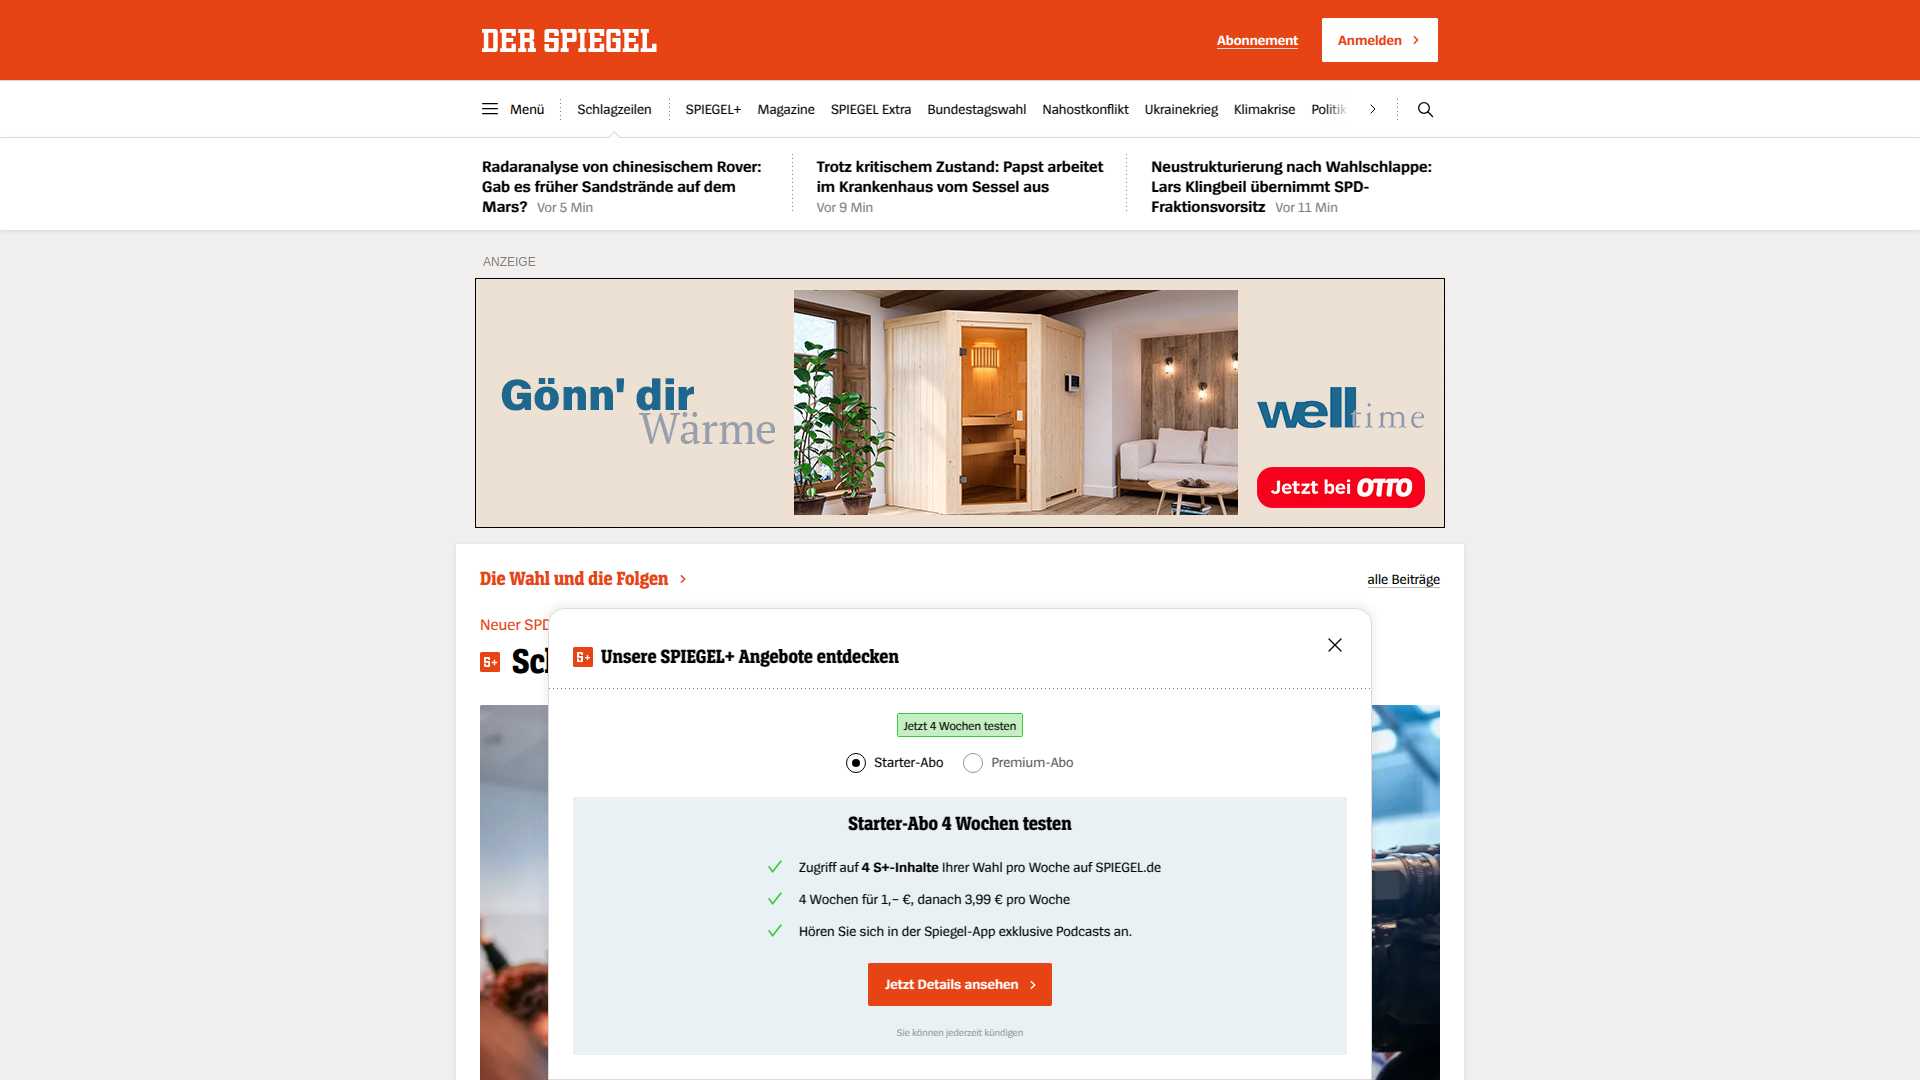 DER SPIEGEL
Abonnement
Anmelden
Menü
Schlagzeilen
SPIEGEL+
Magazine
SPIEGEL Extra
Bundestagswahl
Nahostkonflikt
Ukrainekrieg
Klimakrise
Politik
Radaranalyse von chinesischem Rover:
Gab es früher Sandstrände auf dem
Mars? Vor 5 Min
Trotz kritischem Zustand: Papst arbeitet
im Krankenhaus vom Sessel aus
Vor 9 Min
Neustrukturierung nach Wahlschlappe:
Lars Klingbeil übernimmt SPD-
Fraktionsvorsitz Vor 11 Min
ANZEIGE
Gönn' dir
Wärme
welltime
Jetzt bei OTTO
Die Wahl und die Folgen
alle Beiträge
Neuer SPD
S+
Unsere SPIEGEL+ Angebote entdecken
Jetzt 4 Wochen testen
Starter-Abo
Premium-Abo
Starter-Abo 4 Wochen testen
Zugriff auf 4 S+-Inhalte Ihrer Wahl pro Woche auf SPIEGEL.de
4 Wochen für 1,– €, danach 3,99 € pro Woche
Hören Sie sich in der Spiegel-App exklusive Podcasts an.
Jetzt Details ansehen
Sie können jederzeit kündigen